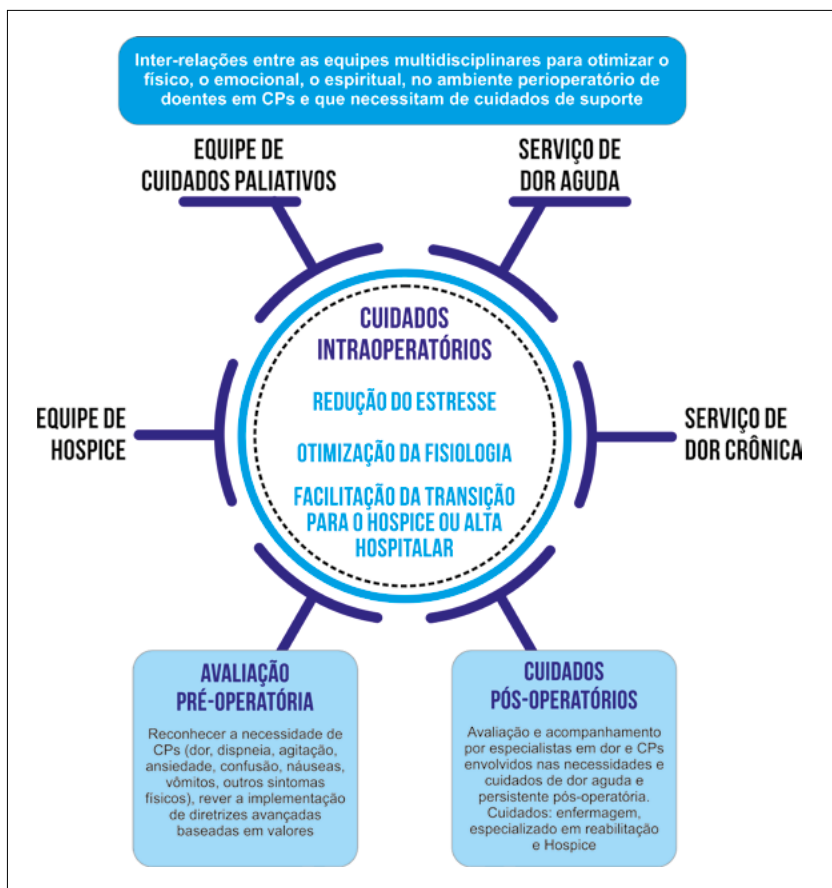 Inter-relações entre as equipes multidisciplinares para otimizar o
físico, o emocional, o espiritual, no ambiente perioperatório de
doentes em CPs e que necessitam de cuidados de suporte
EQUIPE DE
CUIDADOS PALIATIVOS
SERVIÇO DE
DOR AGUDA
CUIDADOS
INTRAOPERATÓRIOS
REDUÇÃO DO ESTRESSE
OTIMIZAÇÃO DA FISIOLOGIA
FACILITAÇÃO DA TRANSIÇÃO
PARA O HOSPICE OU ALTA
HOSPITALAR
EQUIPE DE
HOSPICE
SERVIÇO DE
DOR CRÔNICA
AVALIAÇÃO
PRÉ-OPERATÓRIA
Reconhecer a necessidade de
CPs (dor, dispneia, agitação,
ansiedade, confusão, náuseas,
vômitos, outros sintomas
físicos), rever a implementação
de diretrizes avançadas
baseadas em valores
CUIDADOS
PÓS-OPERATÓRIOS
Avaliação e acompanhamento
por especialistas em dor e CPs
envolvidos nas necessidades e
cuidados de dor aguda e
persistente pós-operatória.
Cuidados: enfermagem,
especializado em reabilitação
e Hospice